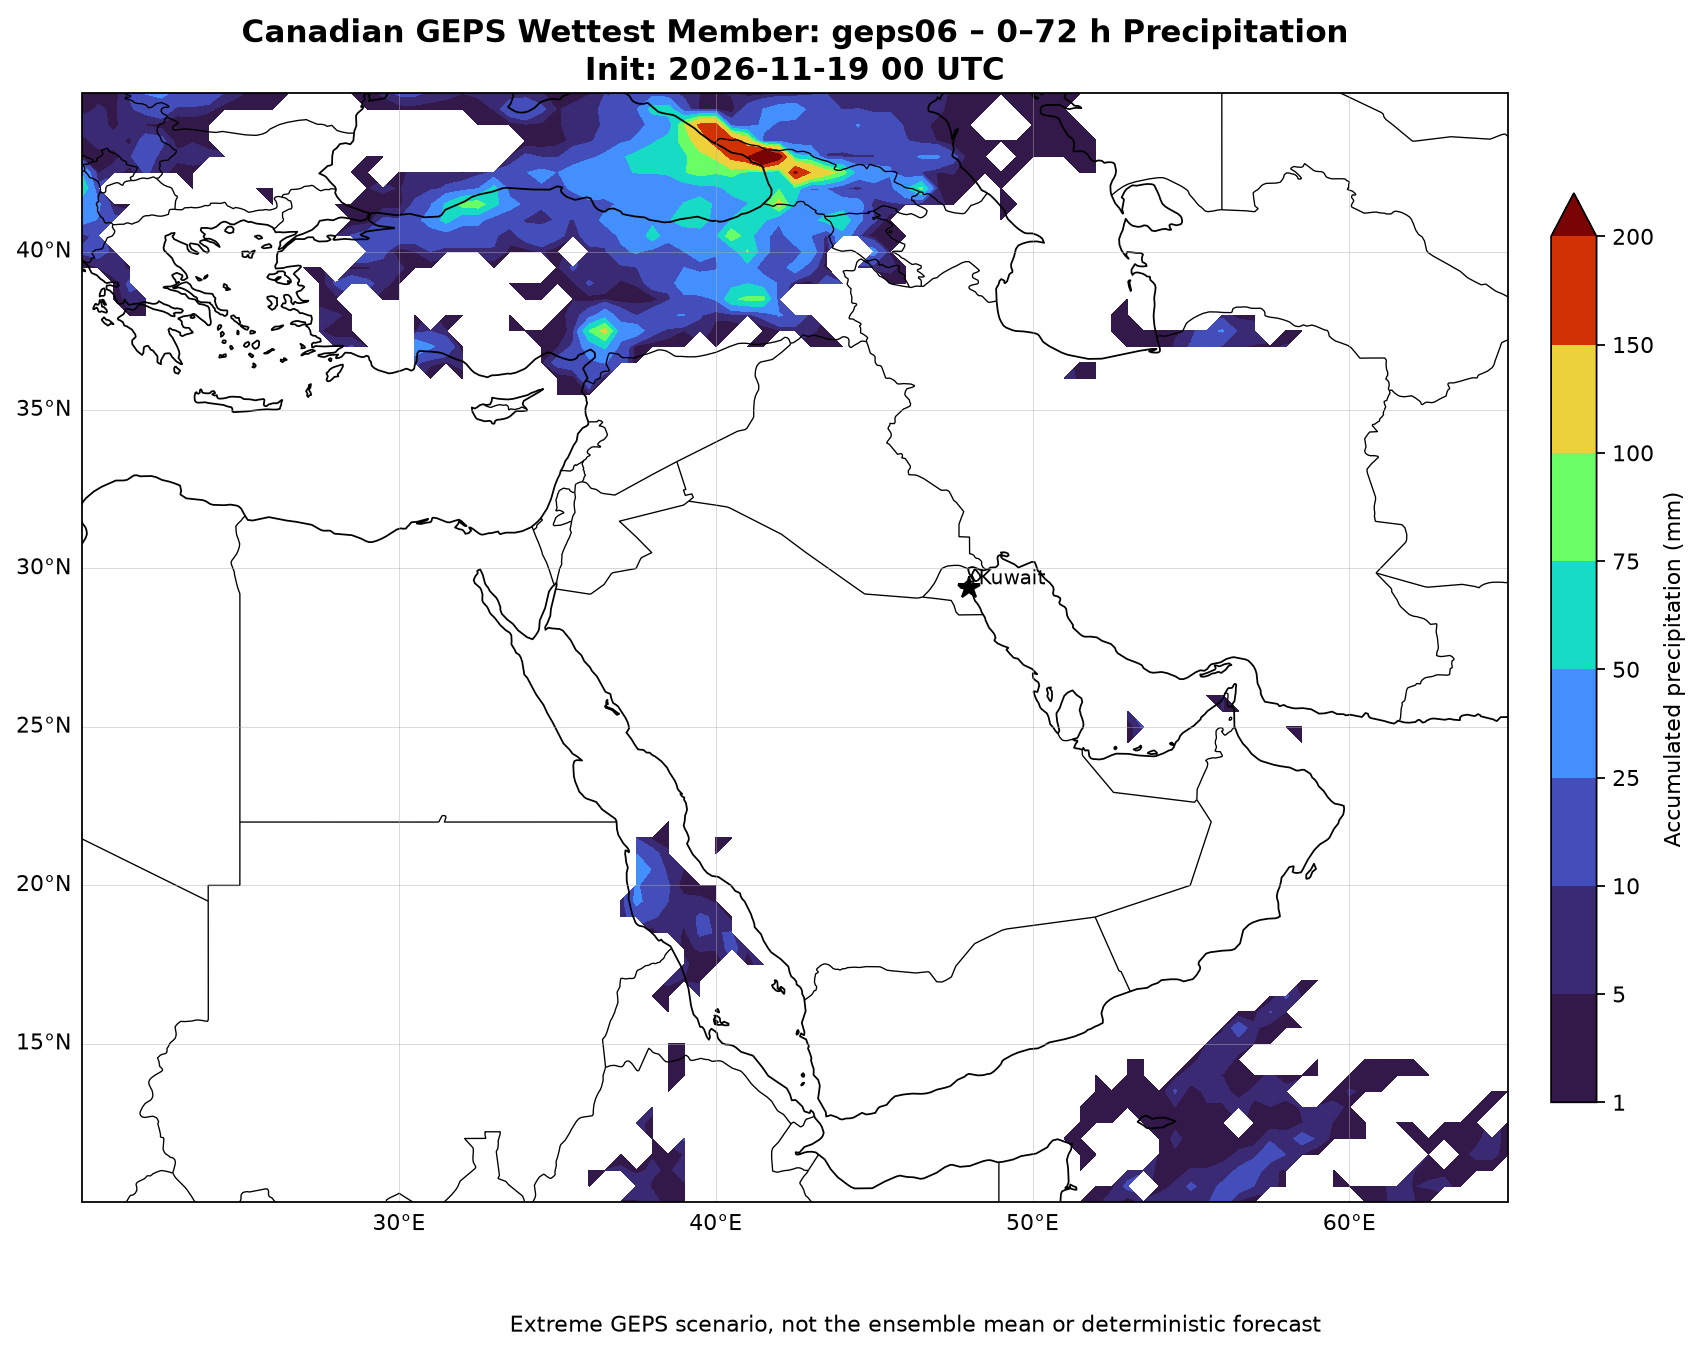 Canadian GEPS Wettest Member: geps06 – 0–72 h Precipitation
Init: 2026-11-19 00 UTC
40°N
35°N
30°N
25°N
20°N
15°N
30°E
40°E
50°E
60°E
Kuwait
200
150
100
75
50
25
10
5
1
Accumulated precipitation (mm)
Extreme GEPS scenario, not the ensemble mean or deterministic forecast